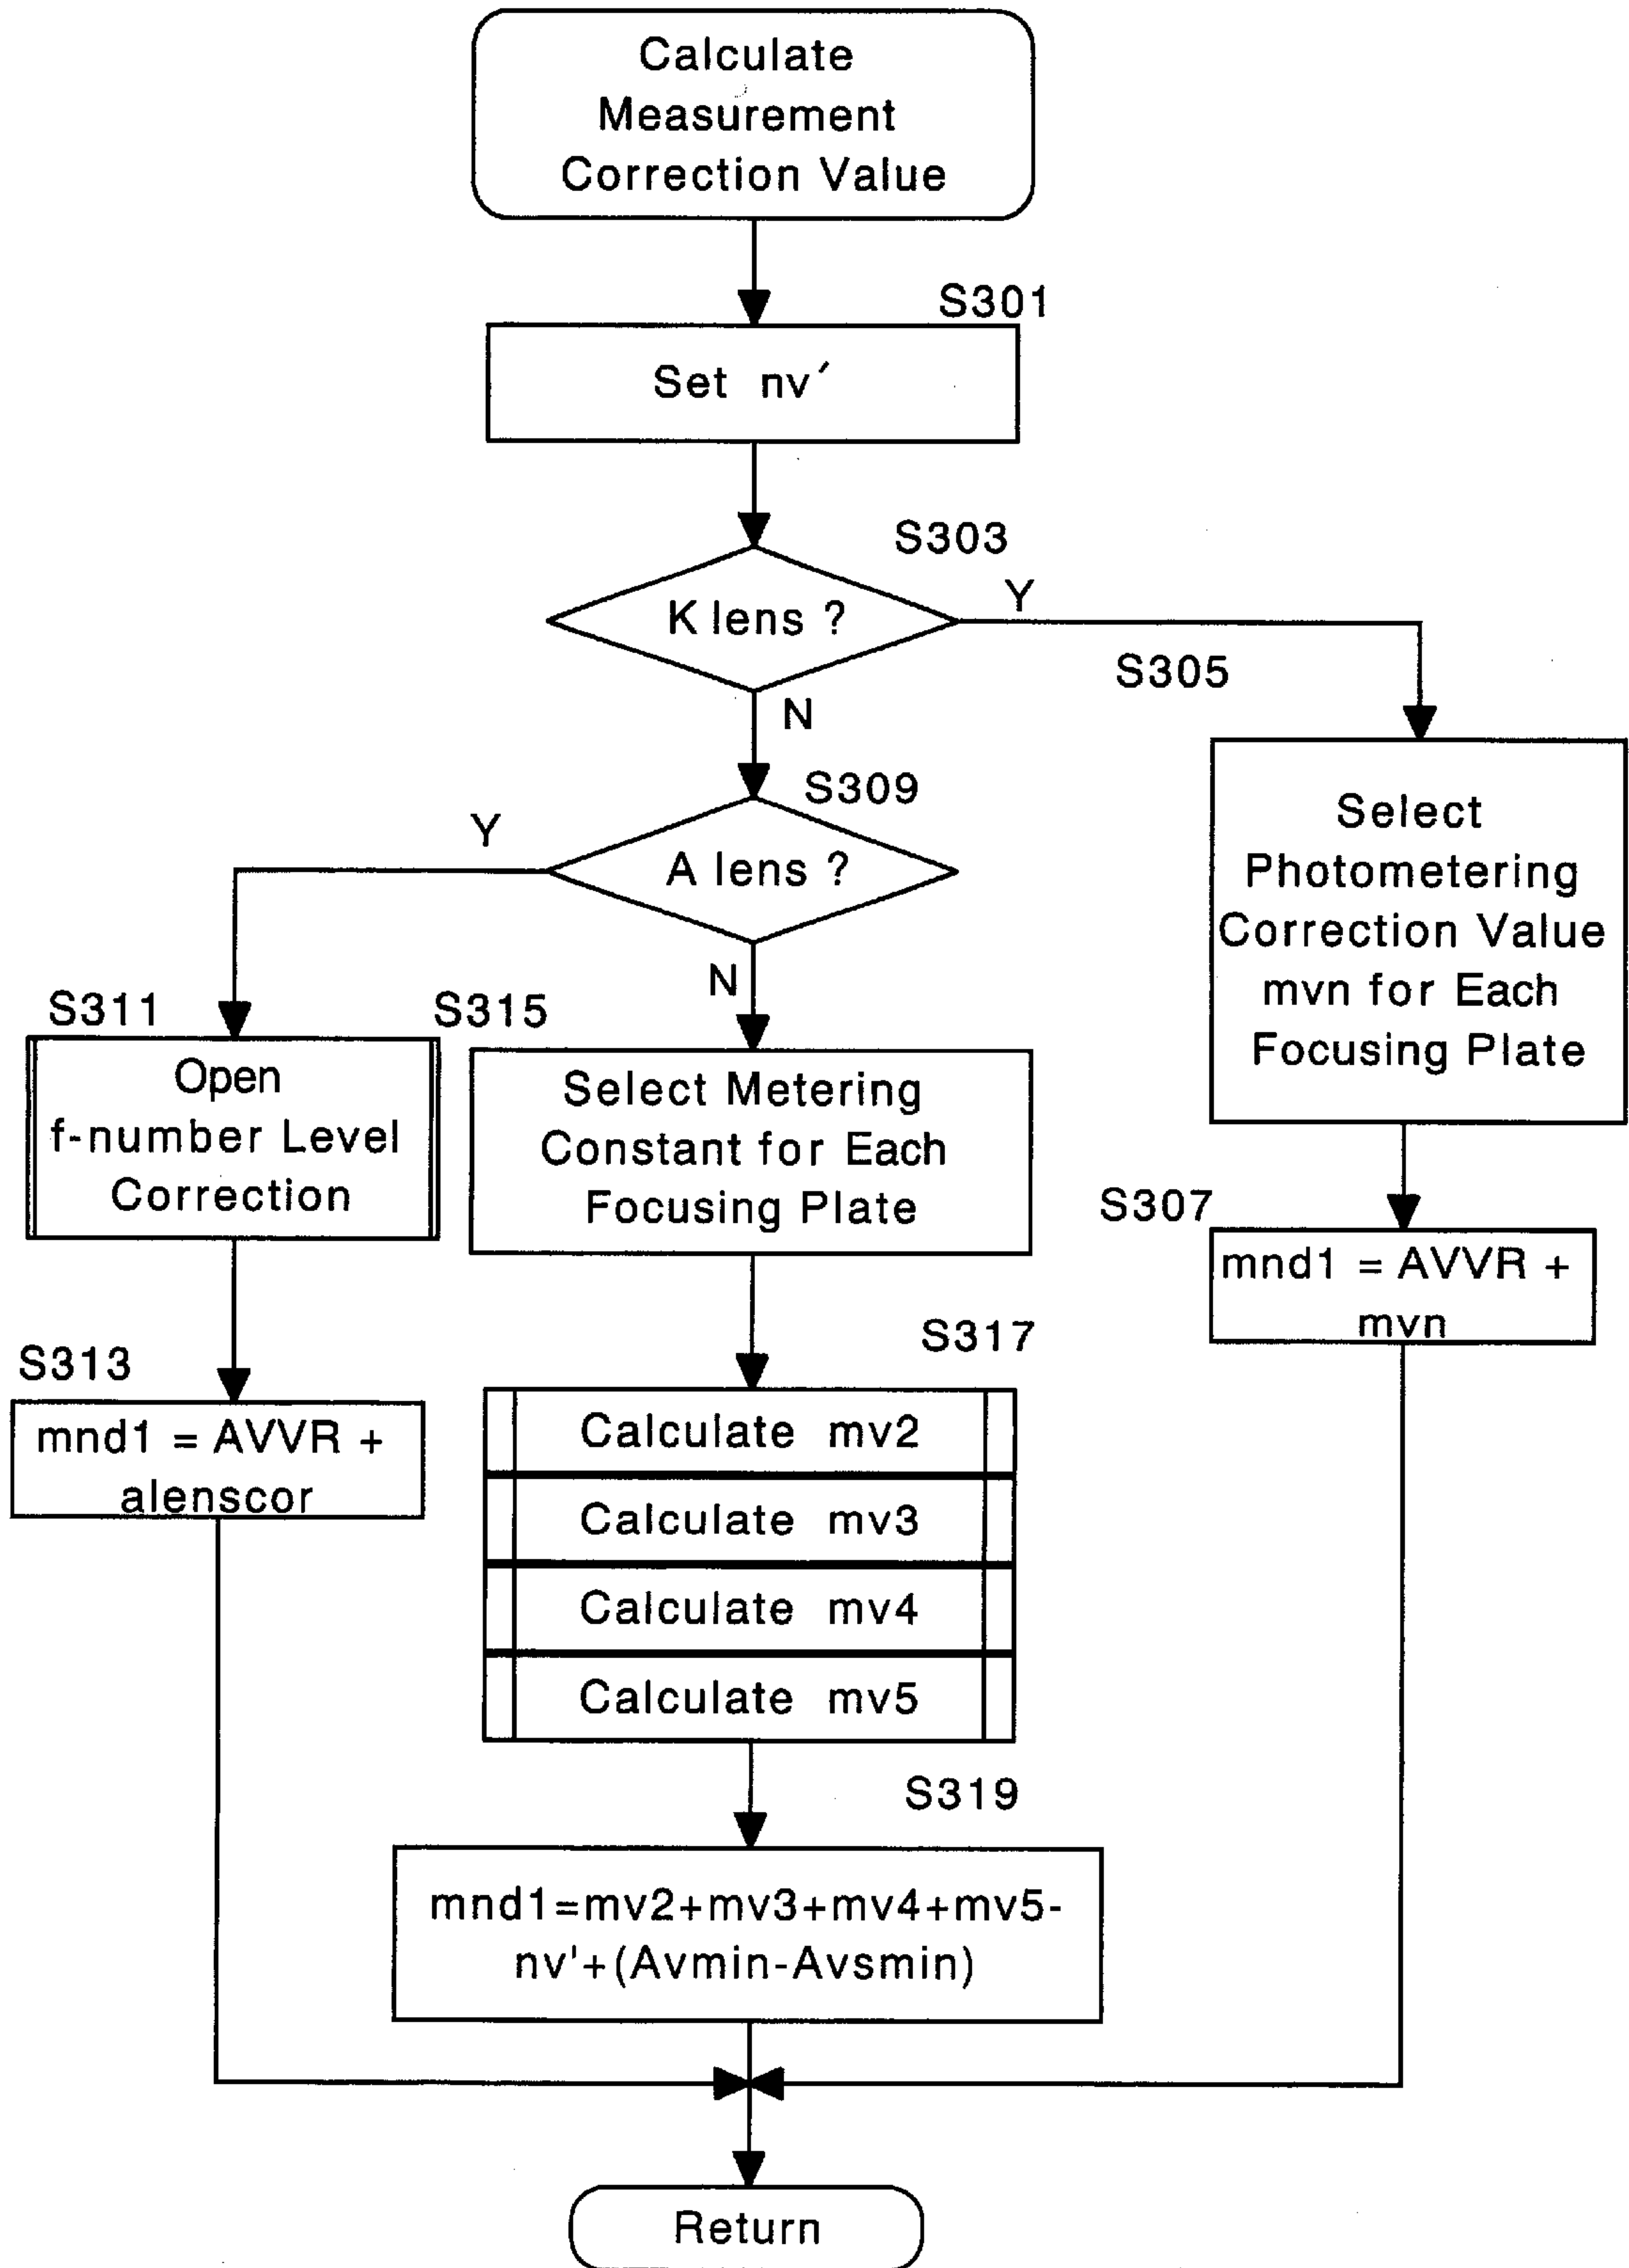 Calculate
Measurement
Correction Value
S301
Set nv′
S303
K lens ?
Y
S305
N
S309
Y
A lens ?
Select
Photometering
Correction Value
mvn for Each
Focusing Plate
N
S311
Open
f-number Level
Correction
S315
Select Metering
Constant for Each
Focusing Plate
S307
mnd1 = AVVR +
mvn
S313
mnd1 = AVVR +
alenscor
S317
Calculate mv2
Calculate mv3
Calculate mv4
Calculate mv5
S319
mnd1=mv2+mv3+mv4+mv5-
nv'+(Avmin-Avsmin)
Return